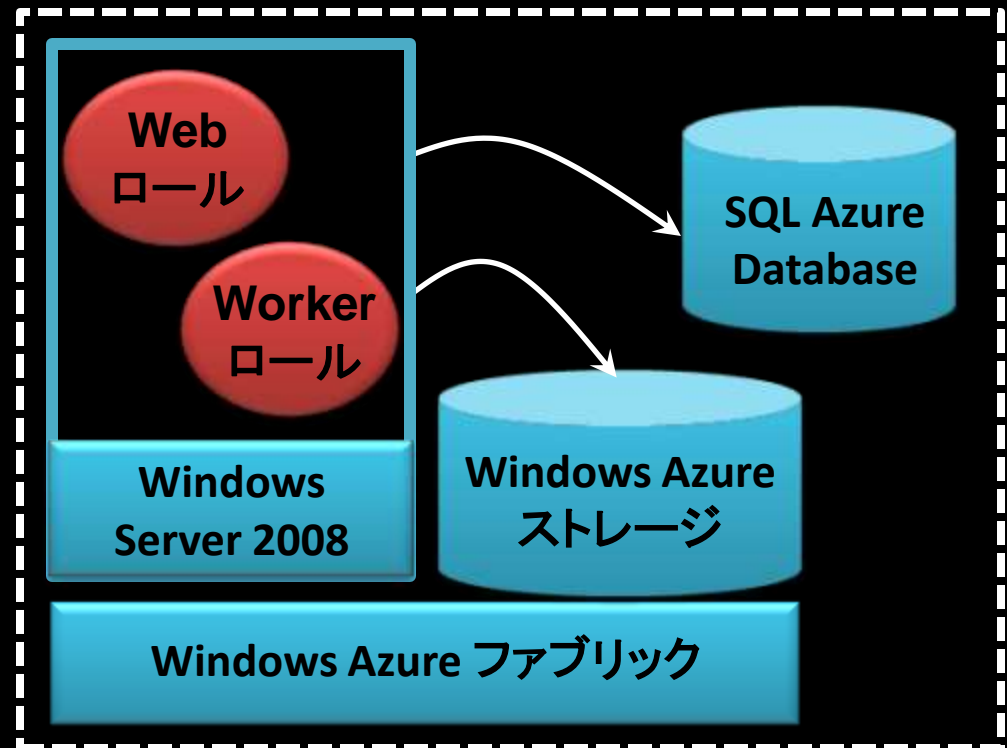 Web
ロール
Worker
ロール
SQL Azure
Database
Windows
Server 2008
Windows Azure
ストレージ
Windows Azure ファブリック